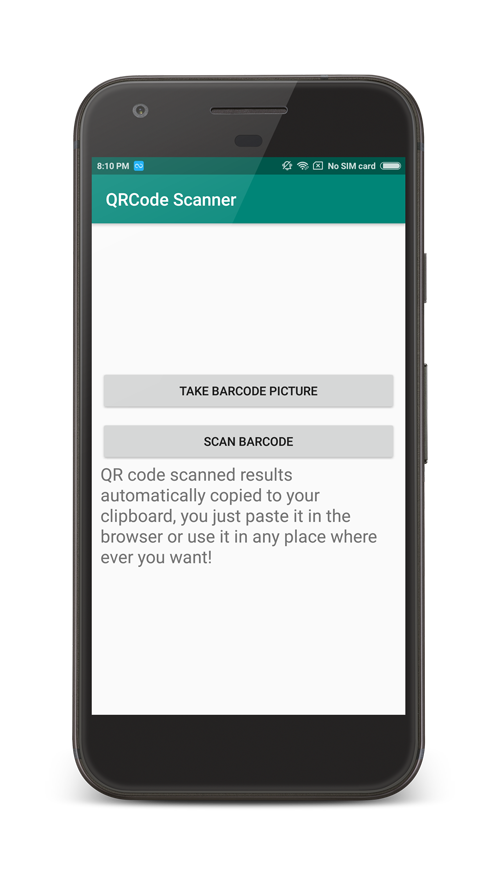 8:10 PM No SIM card
QRCode Scanner
TAKE BARCODE PICTURE
SCAN BARCODE
QR code scanned results
automatically copied to your
clipboard, you just paste it in the
browser or use it in any place where
ever you want!